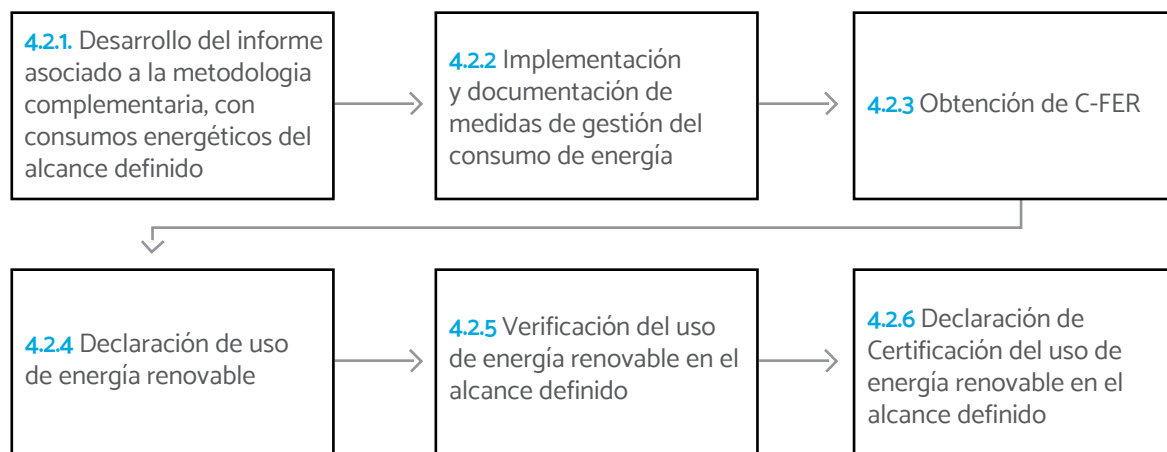 4.2.1. Desarrollo del informe
asociado a la metodologia
complementaria, con
consumos energéticos del
alcance definido
4.2.2 Implementación
y documentación de
medidas de gestión del
consumo de energía
4.2.3 Obtención de C-FER
4.2.4 Declaración de uso
de energía renovable
4.2.5 Verificación del uso
de energía renovable en el
alcance definido
4.2.6 Declaración de
Certificación del uso de
energía renovable en el
alcance definido